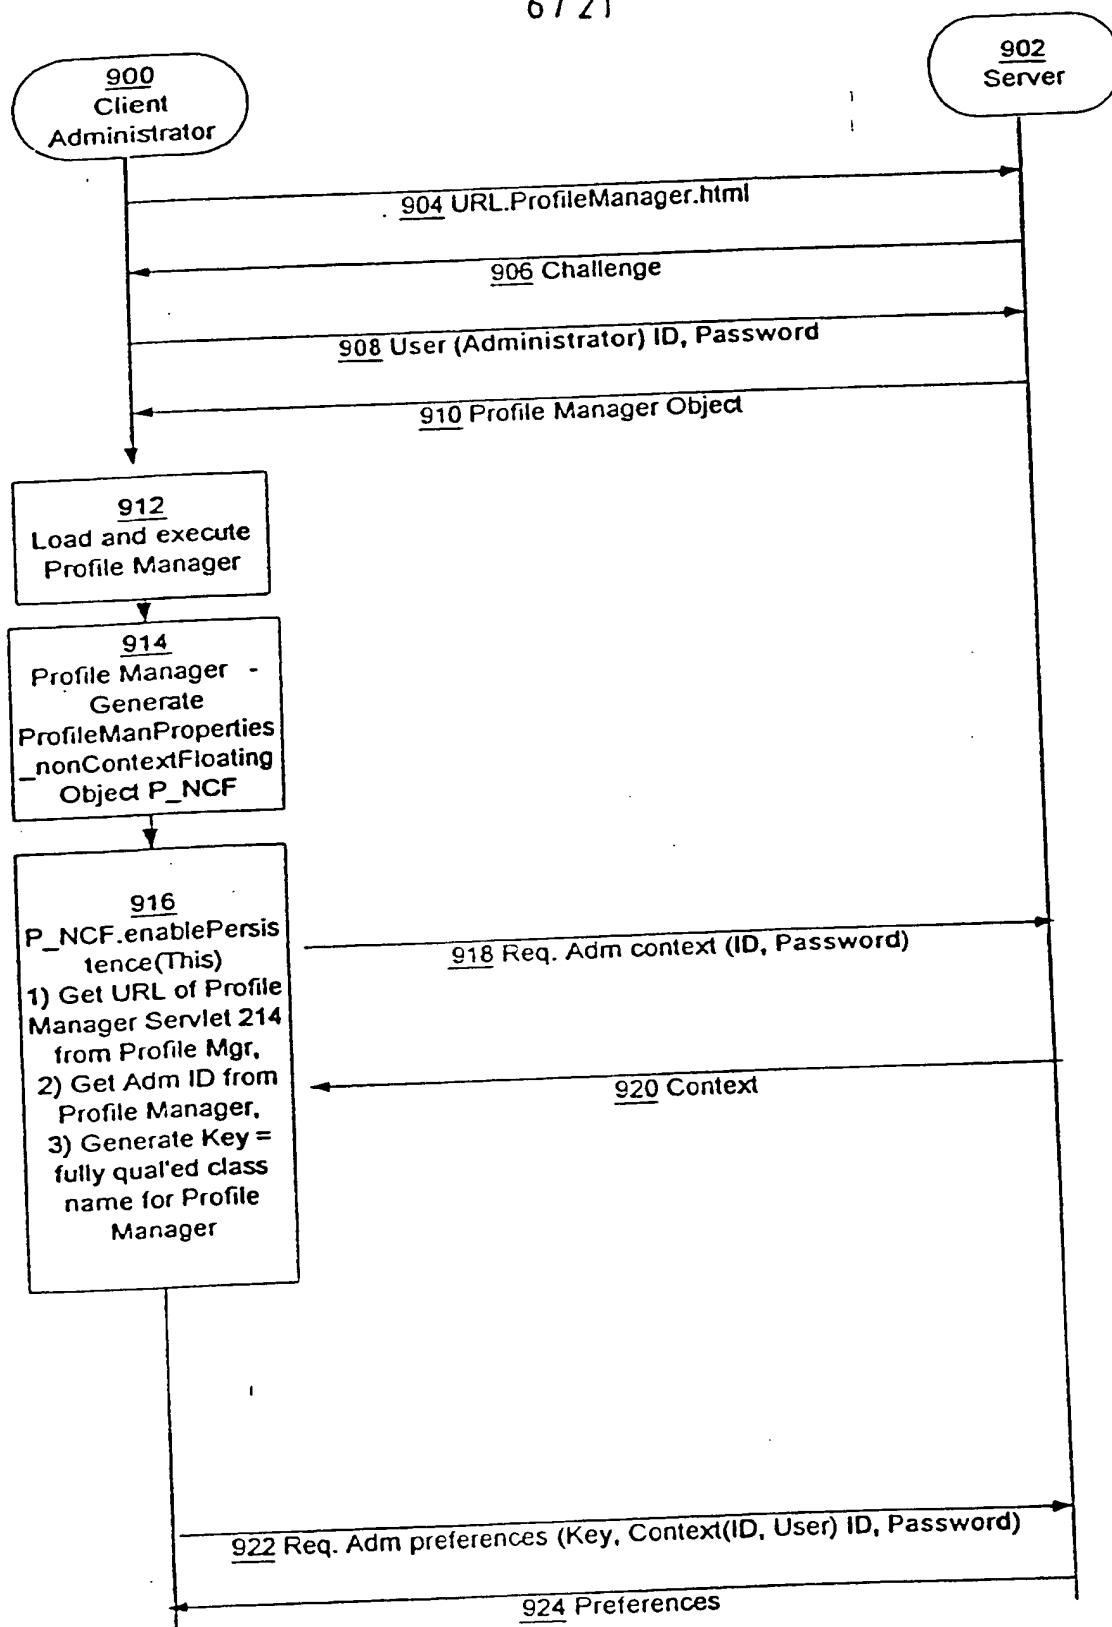 6 / 21
900
Client
Administrator
902
Server
904 URL.ProfileManager.html
906 Challenge
908 User (Administrator) ID, Password
910 Profile Manager Object
912
Load and execute
Profile Manager
914
Profile Manager -
Generate
ProfileManProperties
_nonContextFloating
Object P_NCF
916
P_NCF.enablePersis
tence(This)
1) Get URL of Profile
Manager Servlet 214
from Profile Mgr,
2) Get Adm ID from
Profile Manager,
3) Generate Key =
fully qual'ed class
name for Profile
Manager
918 Req. Adm context (ID, Password)
920 Context
922 Req. Adm preferences (Key, Context(ID, User) ID, Password)
924 Preferences